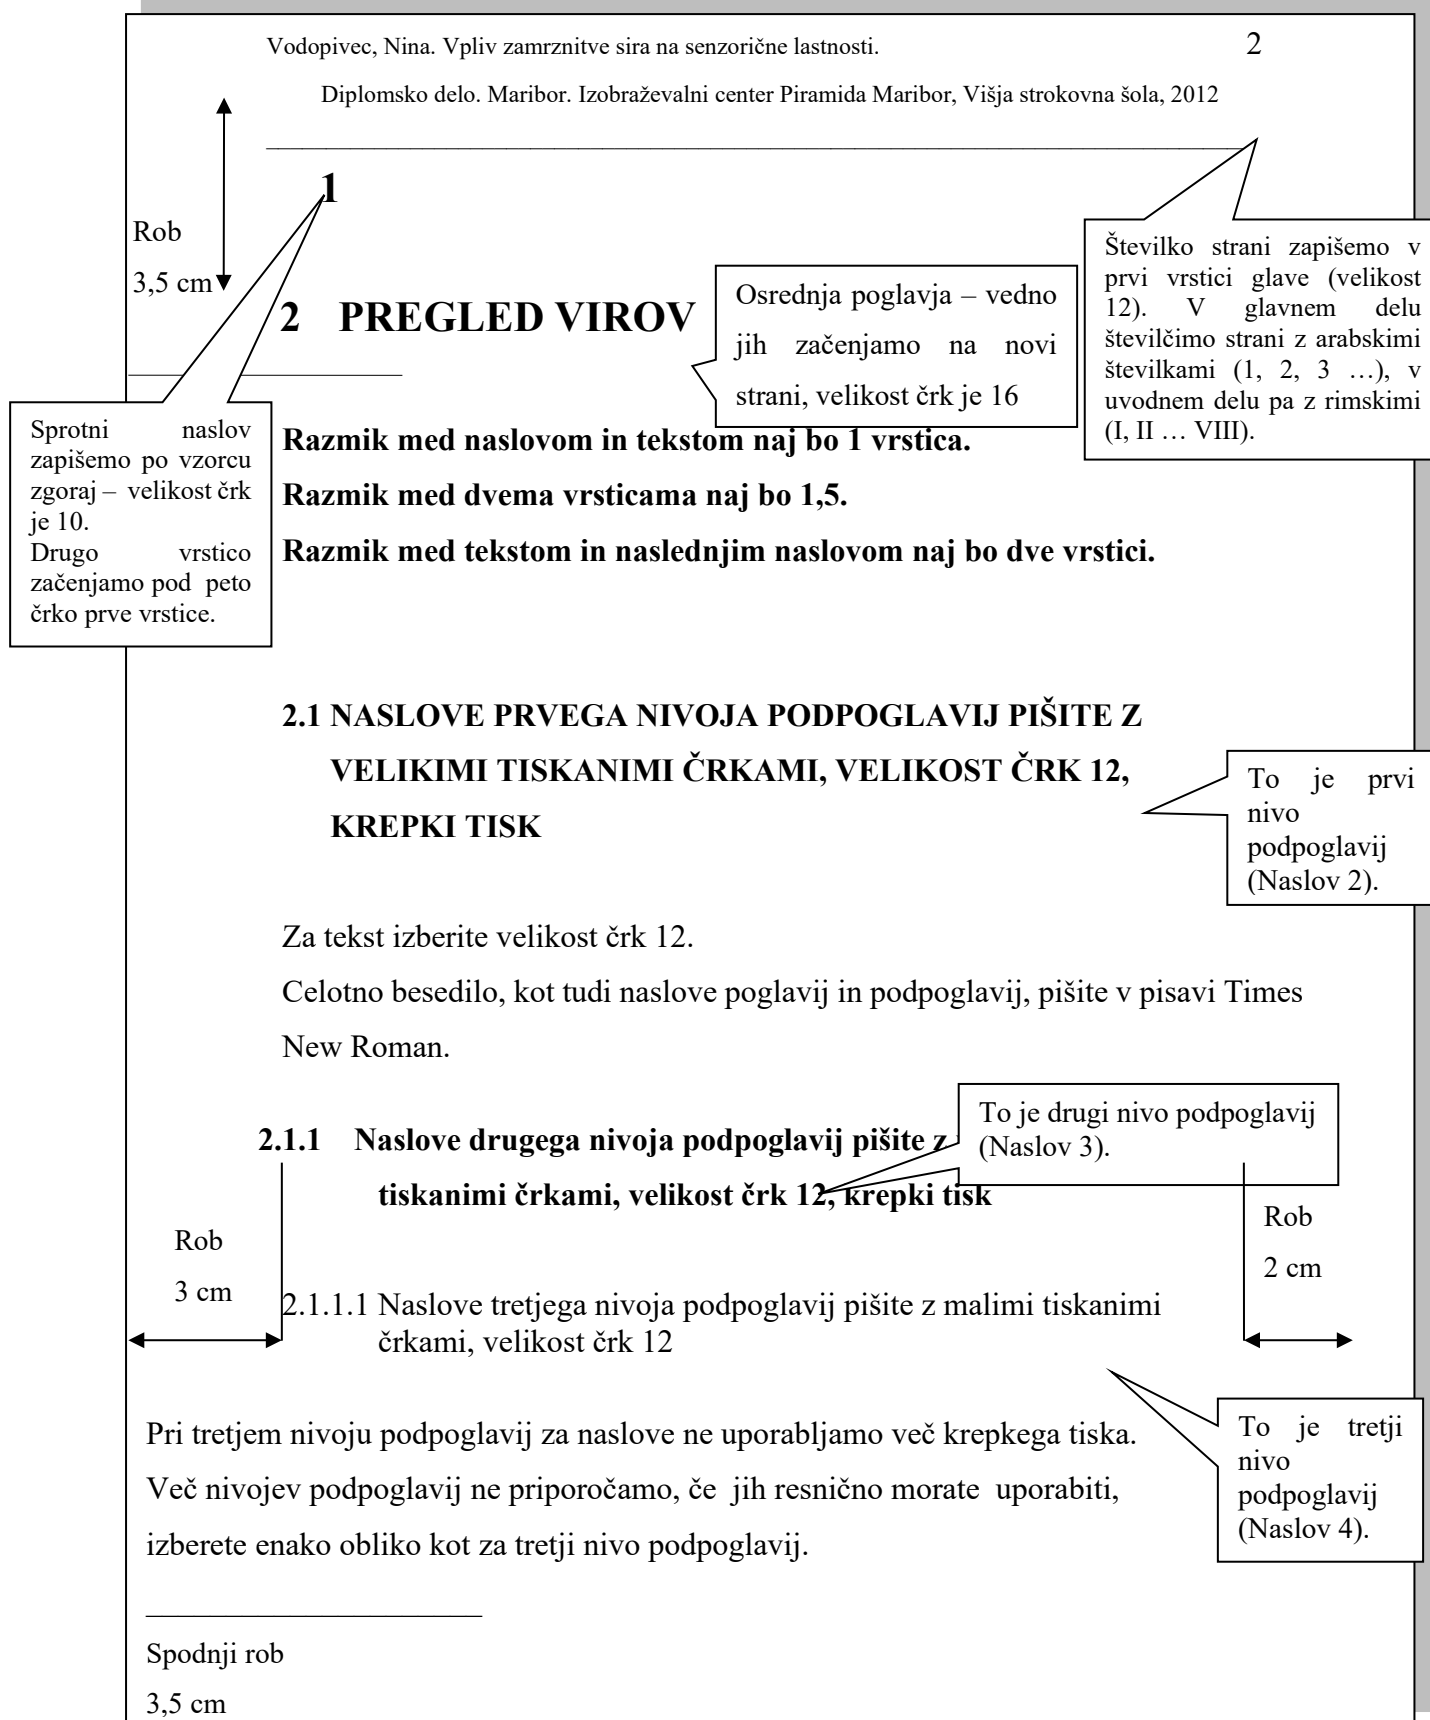 Vodopivec, Nina. Vpliv zamrznitve sira na senzorične lastnosti. 2
Diplomsko delo. Maribor. Izobraževalni center Piramida Maribor, Višja strokovna šola, 2012
1
Rob
3,5 cm
2 PREGLED VIROV
Osrednja poglavja – vedno
jih začenjamo na novi
strani, velikost črk je 16
Številko strani zapišemo v
prvi vrstici glave (velikost
12). V glavnem delu
številčimo strani z arabskimi
številkami (1, 2, 3 …), v
uvodnem delu pa z rimskimi
(I, II … VIII).
Sprotni naslov
zapišemo po vzorcu
zgoraj – velikost črk
je 10.
Drugo vrstico
začenjamo pod peto
črko prve vrstice.
Razmik med naslovom in tekstom naj bo 1 vrstica.
Razmik med dvema vrsticama naj bo 1,5.
Razmik med tekstom in naslednjim naslovom naj bo dve vrstici.
2.1 NASLOVE PRVEGA NIVOJA PODPOGLAVIJ PIŠITE Z
VELIKIMI TISKANIMI ČRKAMI, VELIKOST ČRK 12,
KREPKI TISK
To je prvi
nivo
podpoglavij
(Naslov 2).
Za tekst izberite velikost črk 12.
Celotno besedilo, kot tudi naslove poglavij in podpoglavij, pišite v pisavi Times
New Roman.
To je drugi nivo podpoglavij
(Naslov 3).
2.1.1 Naslove drugega nivoja podpoglavij pišite z
tiskanimi črkami, velikost črk 12, krepki tisk
Rob
3 cm
Rob
2 cm
2.1.1.1 Naslove tretjega nivoja podpoglavij pišite z malimi tiskanimi
črkami, velikost črk 12
To je tretji
nivo
podpoglavij
(Naslov 4).
Pri tretjem nivoju podpoglavij za naslove ne uporabljamo več krepkega tiska.
Več nivojev podpoglavij ne priporočamo, če jih resnično morate uporabiti,
izberete enako obliko kot za tretji nivo podpoglavij.
Spodnji rob
3,5 cm